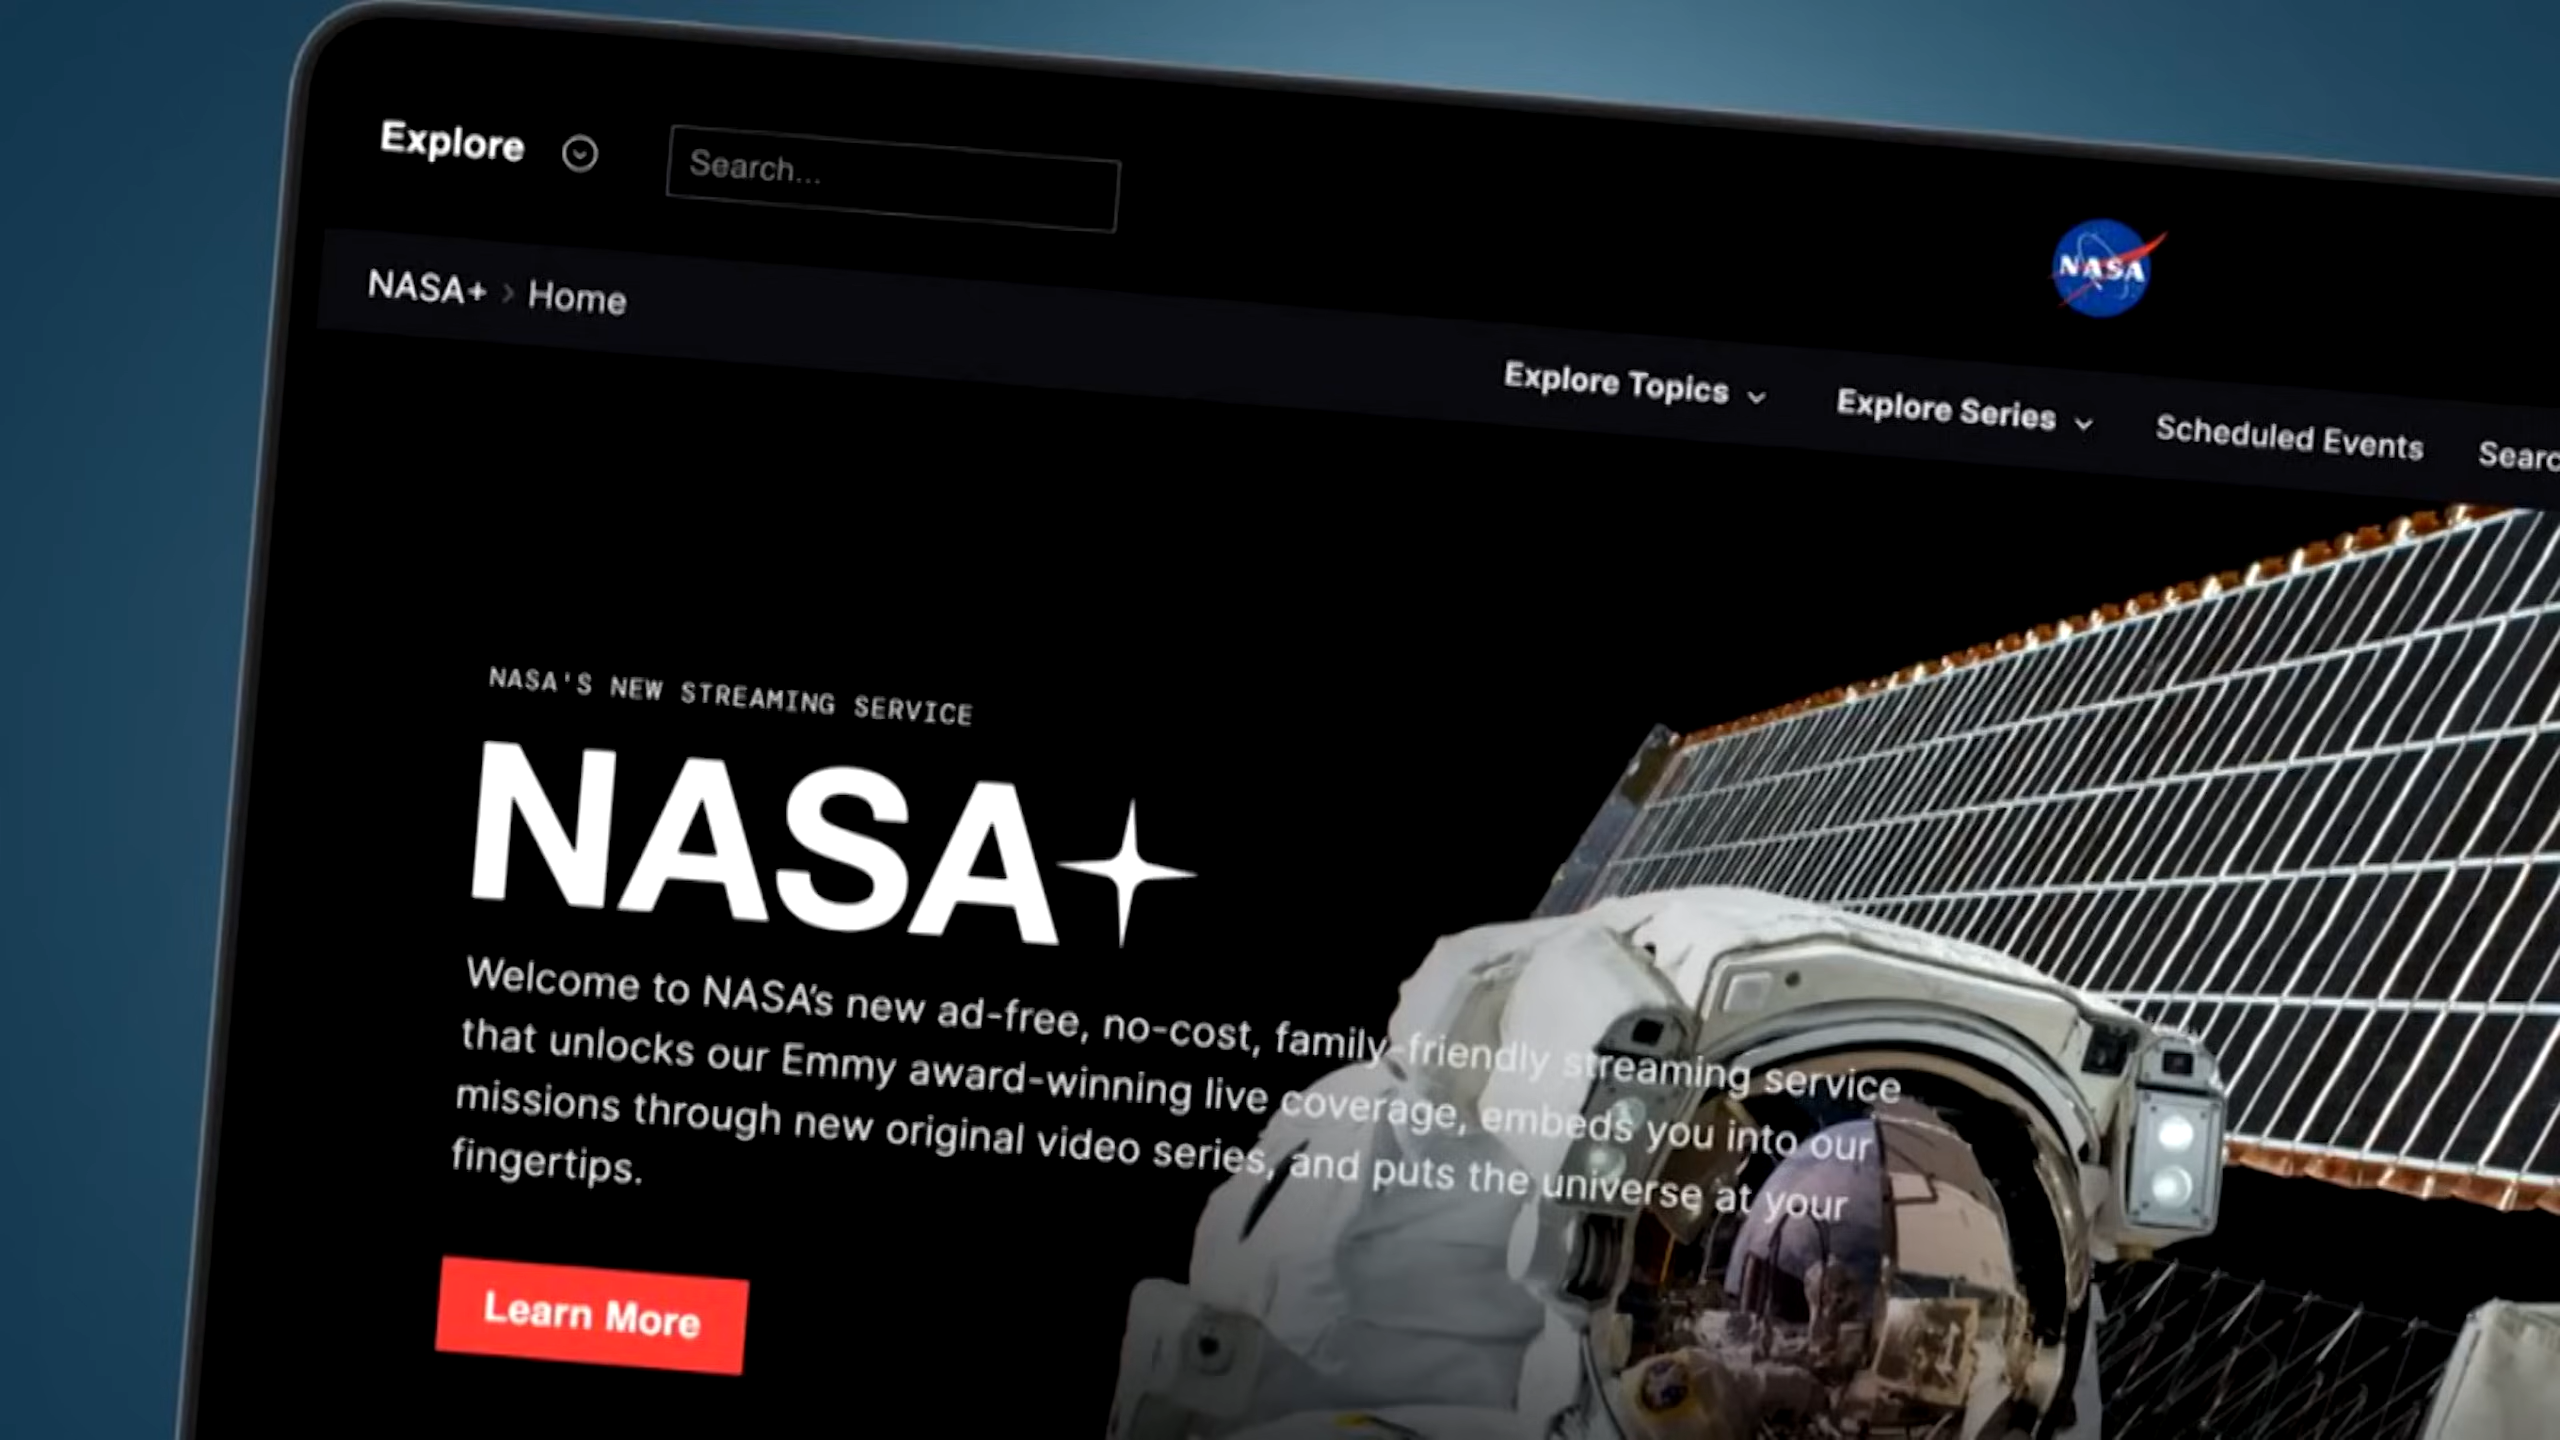 Explore
Search...
NASA
NASA+ > Home
Explore Topics
Explore Series
Scheduled Events
NASA'S NEW STREAMING SERVICE
NASA+
Welcome to NASA's new ad-free, no-cost, family-friendly streaming service
that unlocks our Emmy award-winning live coverage, embeds you into our
missions through new original video series, and puts the universe at your
fingertips.
Learn More